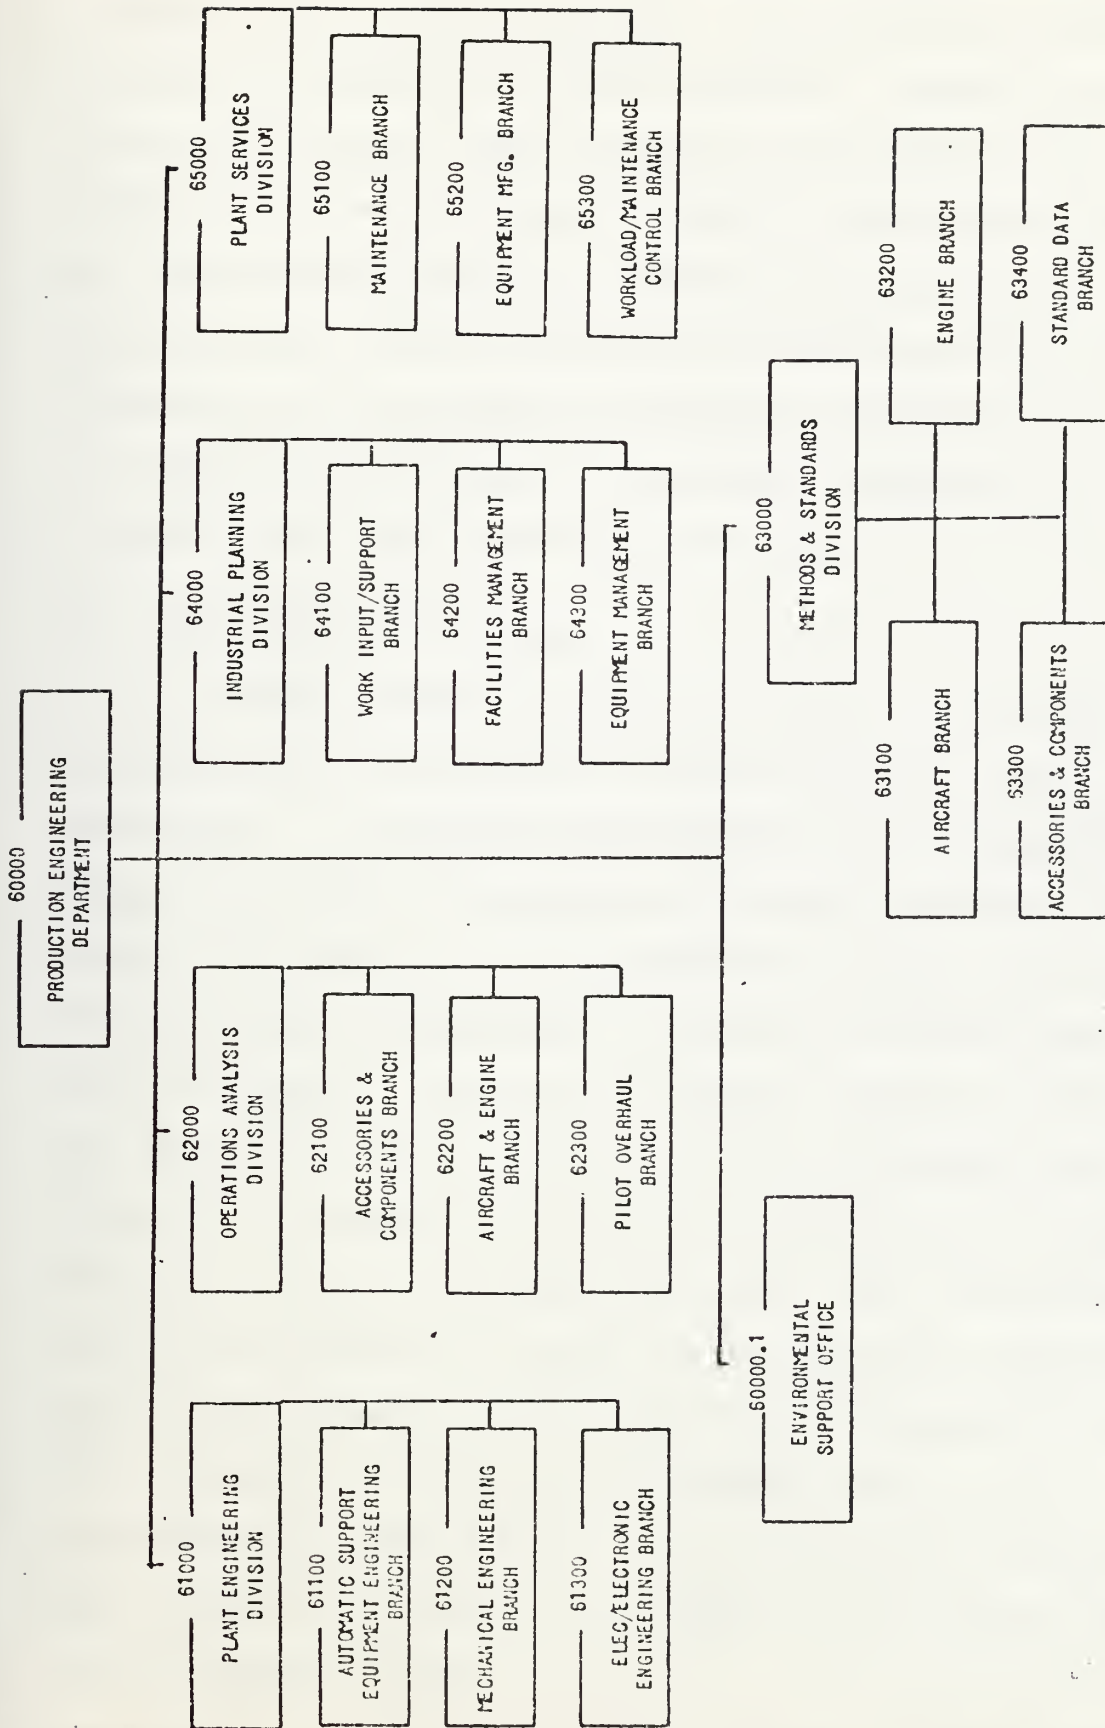 60000
PRODUCTION ENGINEERING
DEPARTMENT
61000
PLANT ENGINEERING
DIVISION
61100
AUTOMATIC SUPPORT
EQUIPMENT ENGINEERING
BRANCH
61200
MECHANICAL ENGINEERING
BRANCH
61300
ELEC/ELECTRONIC
ENGINEERING BRANCH
62000
OPERATIONS ANALYSIS
DIVISION
62100
ACCESSORIES &
COMPONENTS BRANCH
62200
AIRCRAFT & ENGINE
BRANCH
62300
PILOT OVERHAUL
BRANCH
64000
INDUSTRIAL PLANNING
DIVISION
64100
WORK INPUT/SUPPORT
BRANCH
64200
FACILITIES MANAGEMENT
BRANCH
64300
EQUIPMENT MANAGEMENT
BRANCH
65000
PLANT SERVICES
DIVISION
65100
MAINTENANCE BRANCH
65200
EQUIPMENT MFG. BRANCH
65300
WORKLOAD/MAINTENANCE
CONTROL BRANCH
60000.1
ENVIRONMENTAL
SUPPORT OFFICE
63000
METHODS & STANDARDS
DIVISION
63100
AIRCRAFT BRANCH
63200
ENGINE BRANCH
63300
ACCESSORIES & COMPONENTS
BRANCH
63400
STANDARD DATA
BRANCH